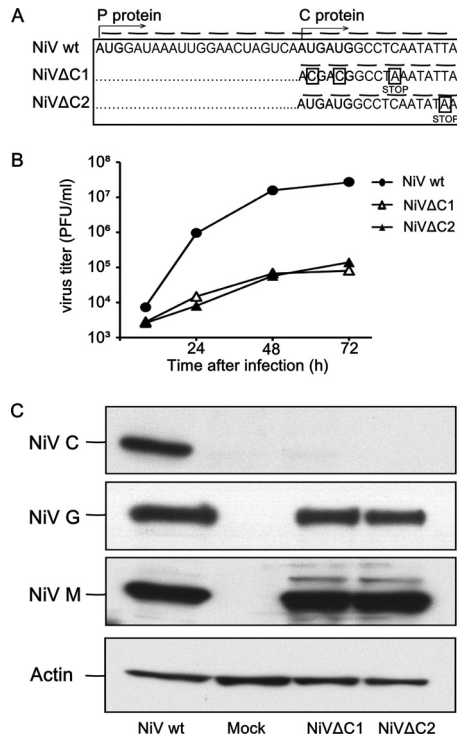 A
P protein
C protein
NiV wt
AUGGAUAAAUUGGAACUAGUCAAUGAUGGCCUCAAUATUA
NiVΔC1
ACGACGGCCUAAAUATUA
STOP
NiVΔC2
AUGAUGGCCUCAAUAUAA
STOP
B
virus titer (PFU/ml)
10⁸
10⁷
10⁶
10⁵
10⁴
10³
24
48
72
Time after infection (h)
NiV wt
NiVΔC1
NiVΔC2
C
NiV C
NiV G
NiV M
Actin
NiV wt
Mock
NiVΔC1
NiVΔC2